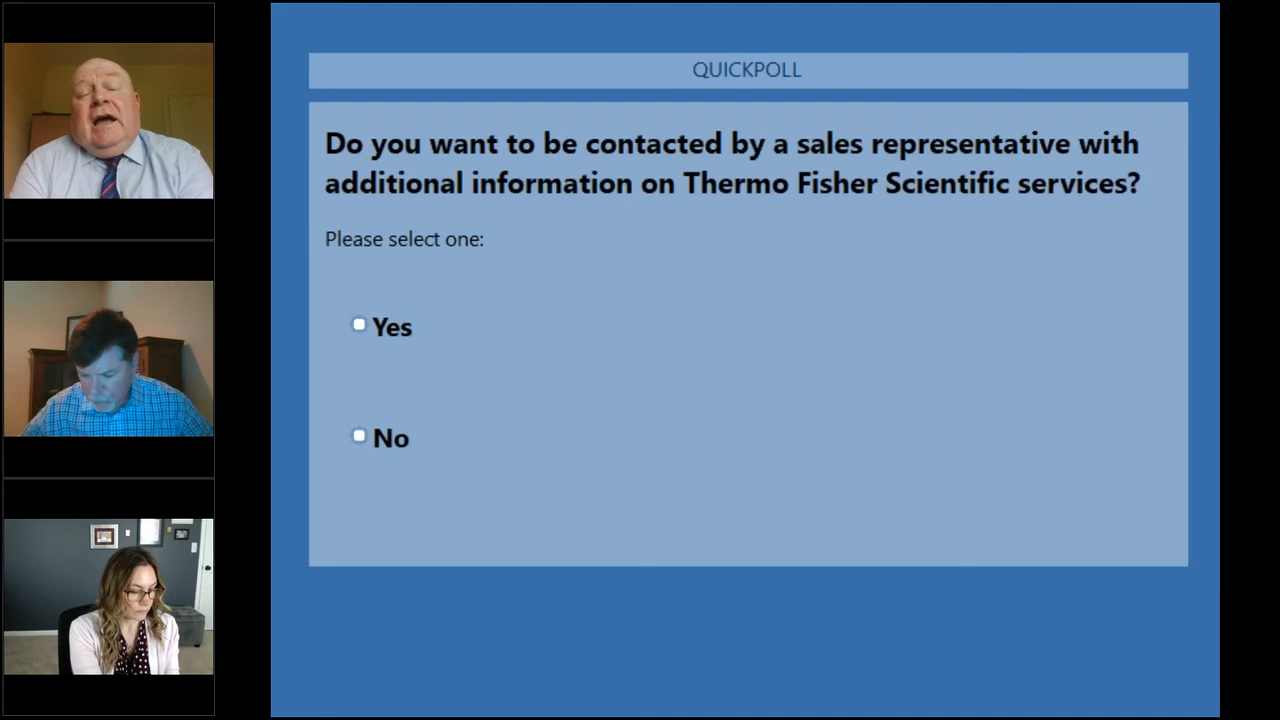 QUICKPOLL
Do you want to be contacted by a sales representative with
additional information on Thermo Fisher Scientific services?
Please select one:
Yes
No